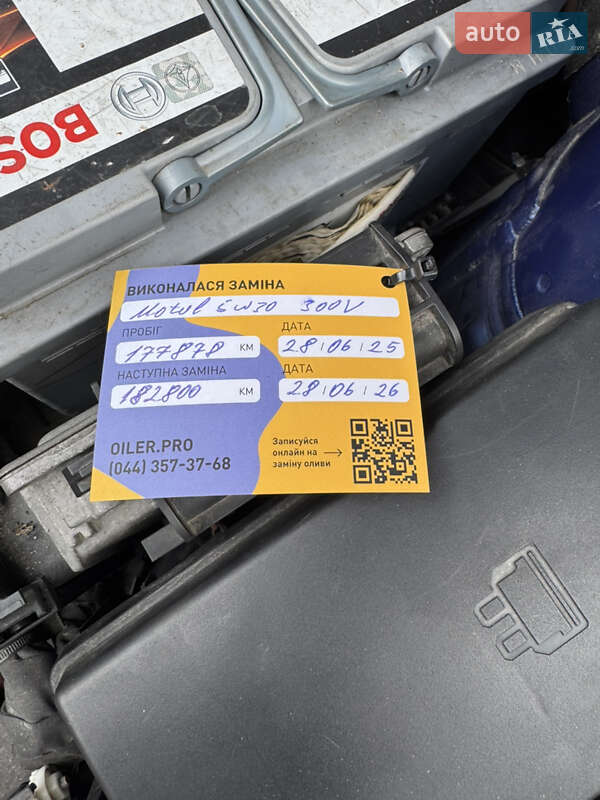 auto RIA.com
BOS
ВИКОНАЛАСЯ ЗАМІНА
Motul 5w30 300V
ПРОБІГ
177878 КМ
ДАТА
28 06 25
НАСТУПНА ЗАМІНА
182800 КМ
ДАТА
28 06 26
OILER.PRO
(044) 357-37-68
Записуйся
онлайн на
заміну оливи